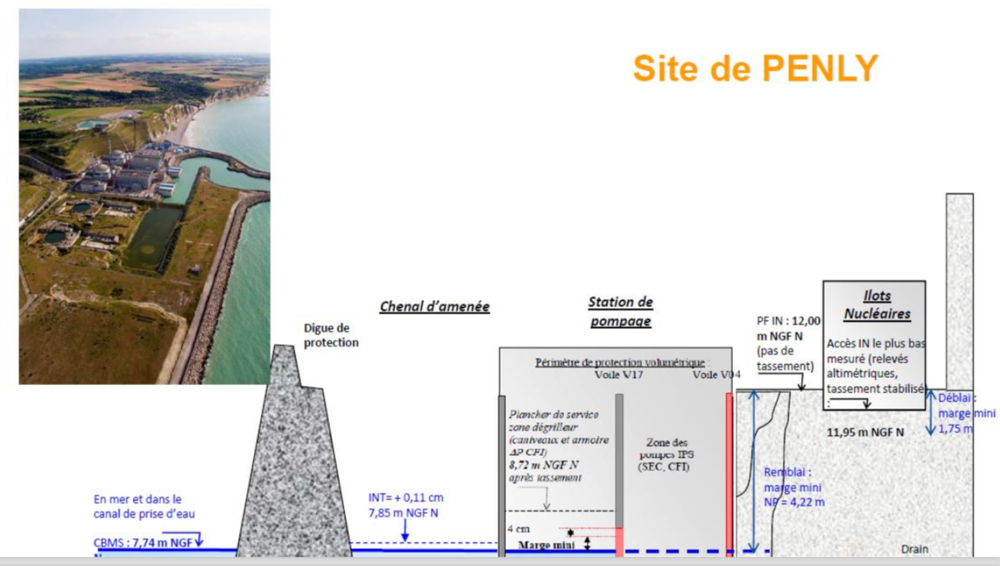 Site de PENLY
Chenal d'amenée
Station de
pompage
Ilots
Nucléaires
Digue de
protection
PF IN : 12,00
m NGF N
(pas de
tassement)
Accès IN le plus bas
mesuré (relevés
altimétriques,
tassement stabilisé
:
11,95 m NGF N
Périmètre de protection volumétrique :
Voile V17
Voile V04
Plancher de service
zone dégrilleur
(caniveaux et armoire
ΔP CFI)
8,72 m NGF N
après tassement
Zone des
pompes IPS
(SEC, CFI)
Déblai :
marge mini
1,75 m
Remblai :
marge mini
NP = 4,22 m
En mer et dans le
canal de prise d'eau
CBMS : 7,74 m NGF
INT= + 0,11 cm
7,85 m NGF N
4 cm
Marge mini
Drain